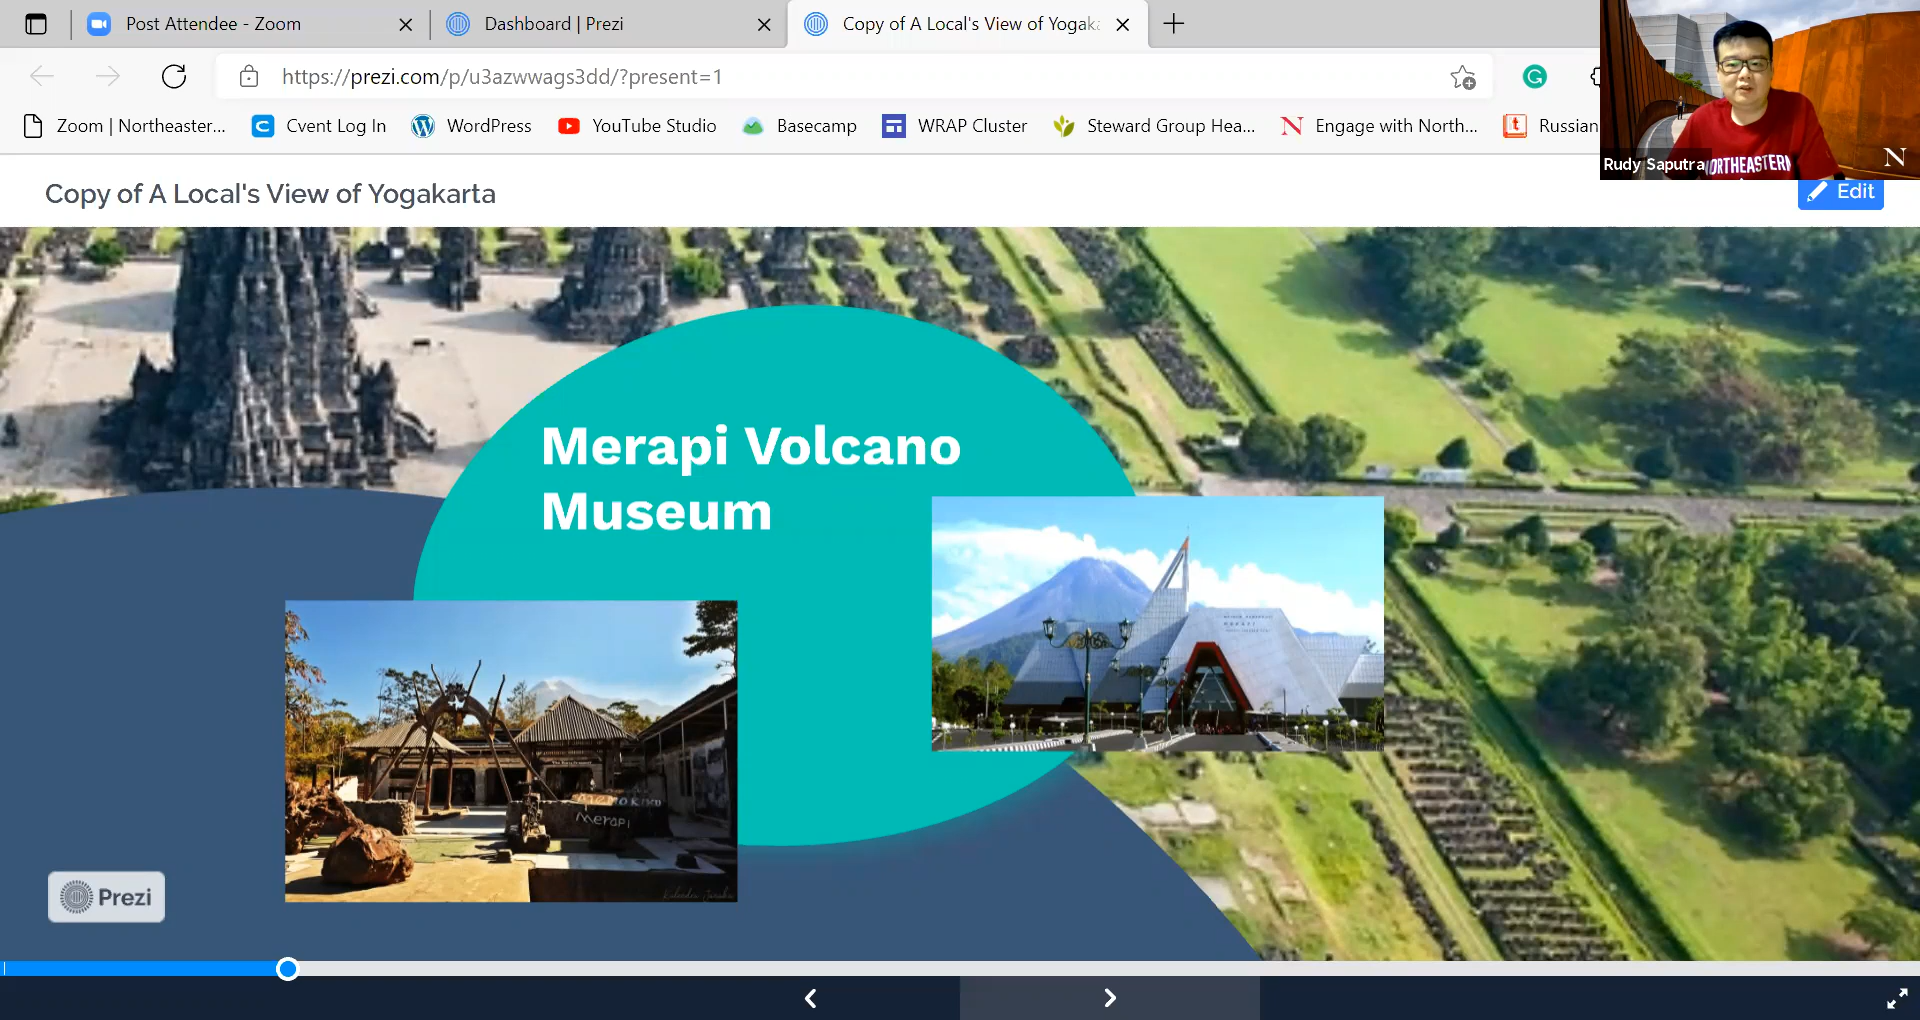 Post Attendee - Zoom
Dashboard | Prezi
Copy of A Local's View of Yogaka
https://prezi.com/p/u3azwwags3dd/?present=1
Zoom | Northeaster...
Cvent Log In
WordPress
YouTube Studio
Basecamp
WRAP Cluster
Steward Group Hea...
Engage with North...
Russian
Rudy Saputra
NORTHEASTERN
N
Copy of A Local's View of Yogakarta
Edit
Merapi Volcano
Museum
Merapi
Prezi